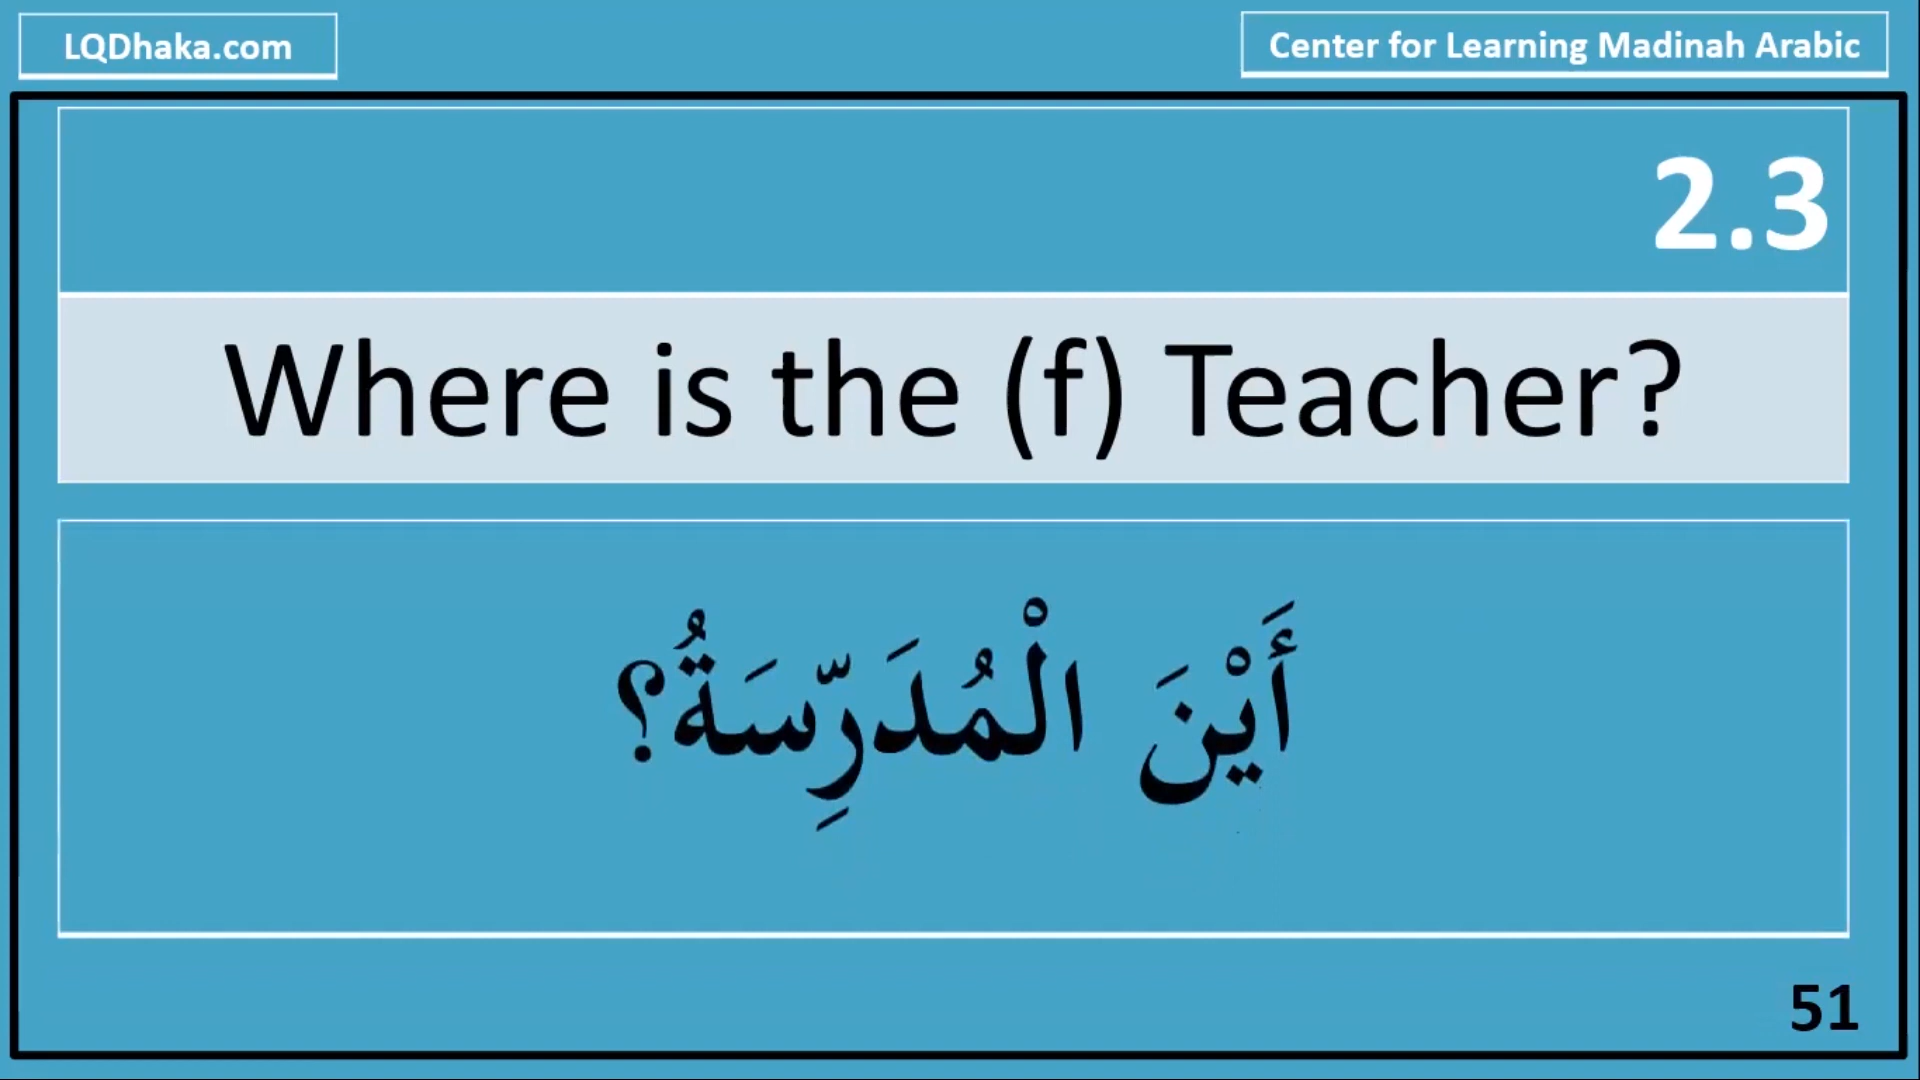 LQDhaka.com
Center for Learning Madinah Arabic
2.3
Where is the (f) Teacher?
أَيْنَ الْمُدَرِّسَةُ؟
51